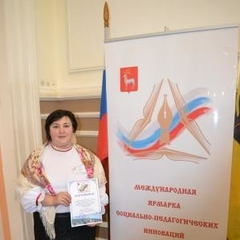 МЕЖДУНАРОДНАЯ
ЯРМАРКА
СОЦИАЛЬНО-ПЕДАГОГИЧЕСКИХ
ИННОВАЦИЙ